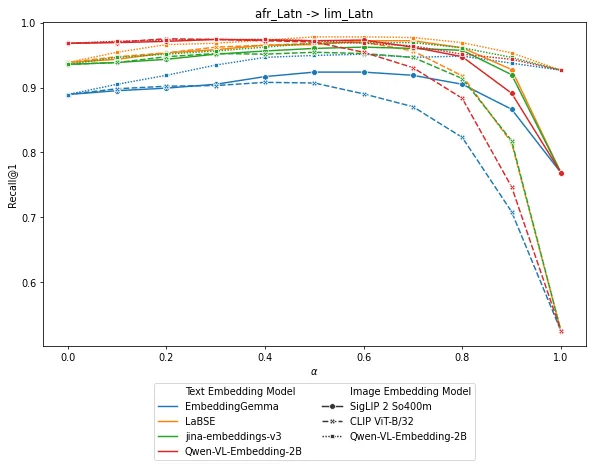 afr_Latn -> lim_Latn
Recall@1
1.0
0.9
0.8
0.7
0.6
0.0 0.2 0.4 0.6 0.8 1.0
α
Text Embedding Model Image Embedding Model
EmbeddingGemma SigLIP 2 So400m
LaBSE CLIP ViT-B/32
jina-embeddings-v3 Qwen-VL-Embedding-2B
Qwen-VL-Embedding-2B